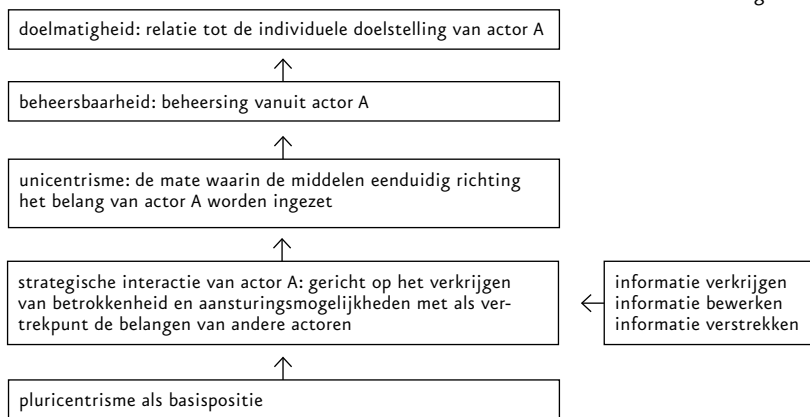 doelmatigheid: relatie tot de individuele doelstelling van actor A
beheersbaarheid: beheersing vanuit actor A
unicentrisme: de mate waarin de middelen eenduidig richting
het belang van actor A worden ingezet
strategische interactie van actor A: gericht op het verkrijgen
van betrokkenheid en aansturingsmogelijkheden met als ver-
trekpunt de belangen van andere actoren
informatie verkrijgen
informatie bewerken
informatie verstrekken
pluricentrisme als basispositie